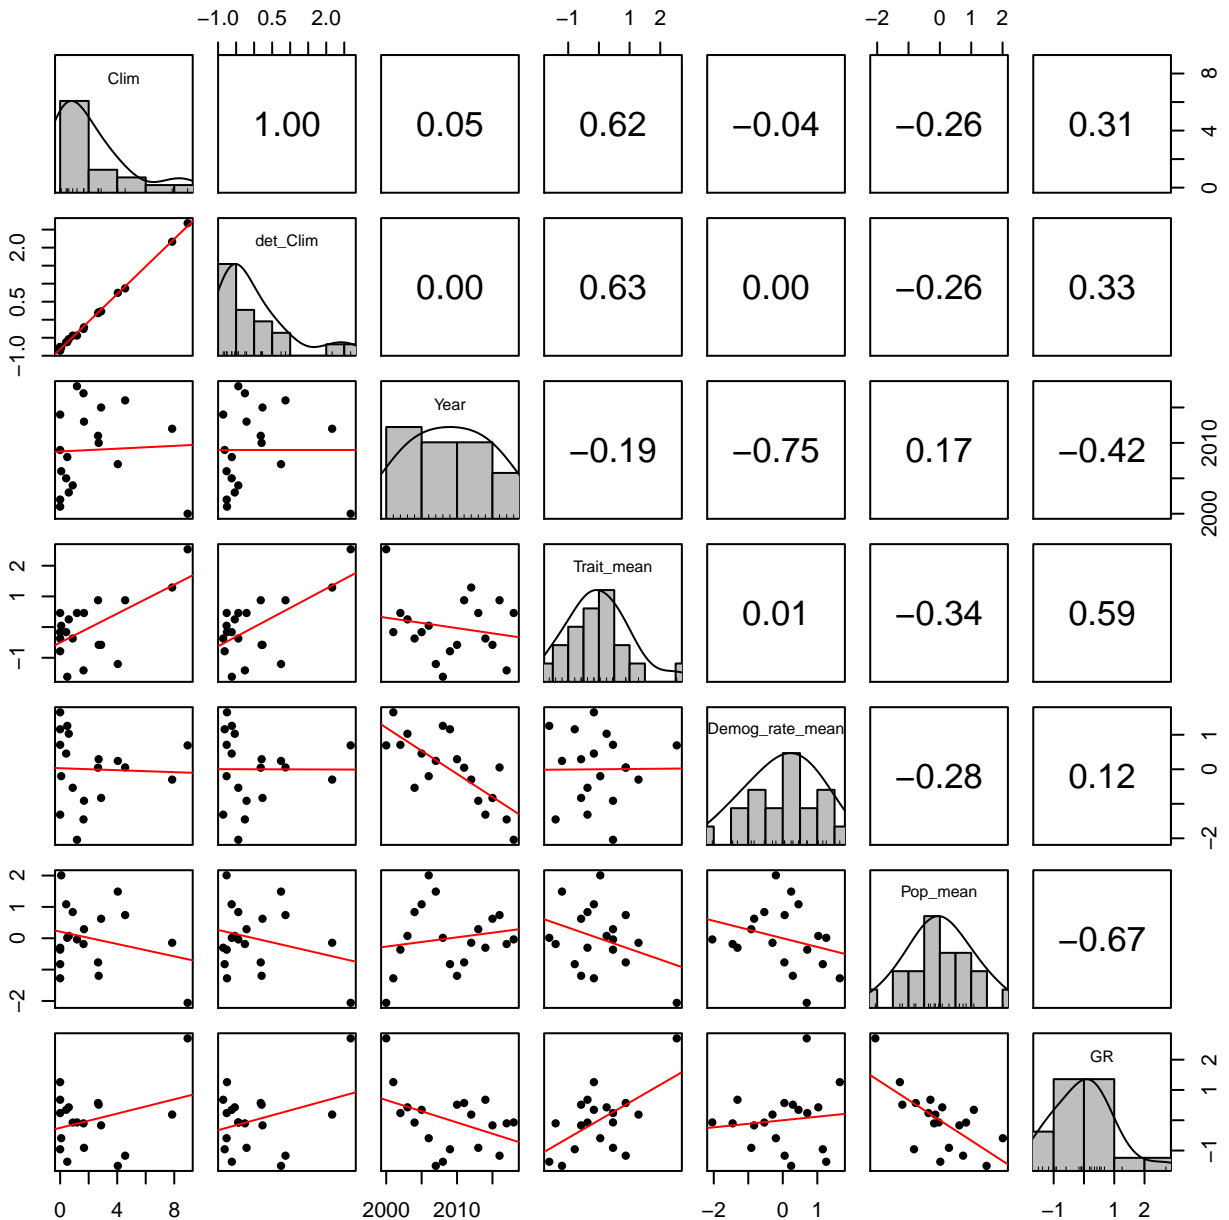 −1.0 0.5 2.0 −1 1 2 −2 0 2
Clim 1.00 0.05 0.62 −0.04 −0.26 0.31 0 4 8
−1.0 0.5 2.0 det_Clim 0.00 0.63 0.00 −0.26 0.33
Year −0.19 −0.75 0.17 −0.42 2000 2010
−1 1 2 Trait_mean 0.01 −0.34 0.59
Demog_rate_mean −0.28 0.12 −2 0 1
−2 0 1 2 Pop_mean −0.67
GR −1 1 2
0 4 8 2000 2010 −2 0 1 −1 1 2